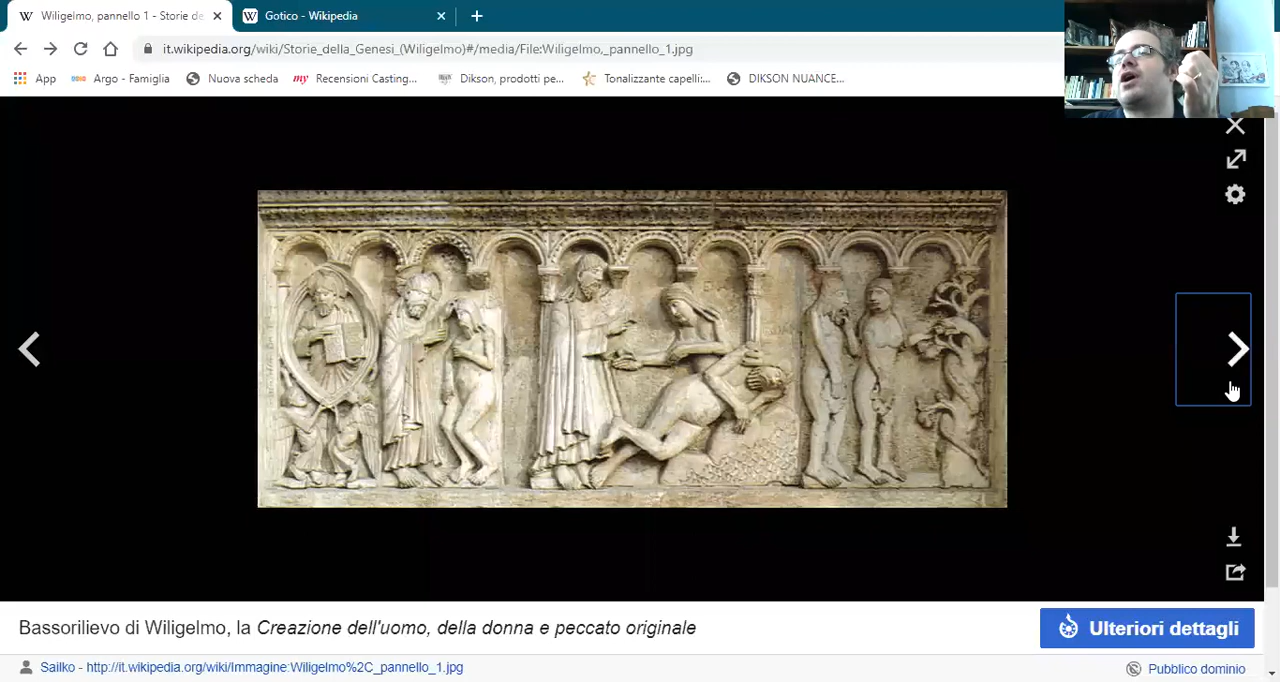 Wiligelmo, pannello 1 - Storie de
Gotico - Wikipedia
it.wikipedia.org/wiki/Storie_della_Genesi_(Wiligelmo)#/media/File:Wiligelmo,_pannello_1.jpg
App Argo - Famiglia Nuova scheda my Recensioni Casting... Dikson, prodotti pe... Tonalizzante capelli:... DIKSON NUANCE...
Bassorilievo di Wiligelmo, la Creazione dell'uomo, della donna e peccato originale
Ulteriori dettagli
Sailko - http://it.wikipedia.org/wiki/Immagine:Wiligelmo%2C_pannello_1.jpg
Pubblico dominio